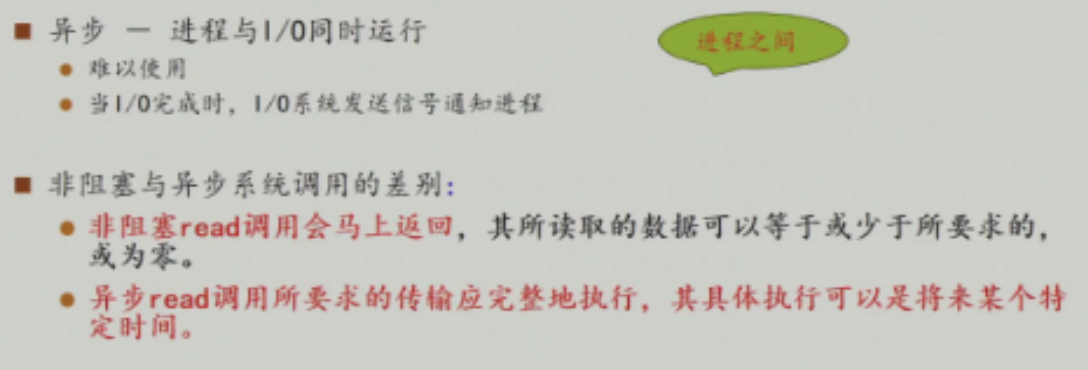 异步 — 进程与I/O同时运行
进程之间
难以使用
当I/O完成时，I/O系统发送信号通知进程
非阻塞与异步系统调用的差别：
非阻塞read调用会马上返回，其所读取的数据可以等于或少于所要求的，
或为零。
异步read调用所要求的传输应完整地执行，其具体执行可以是将来某个特
定时间。